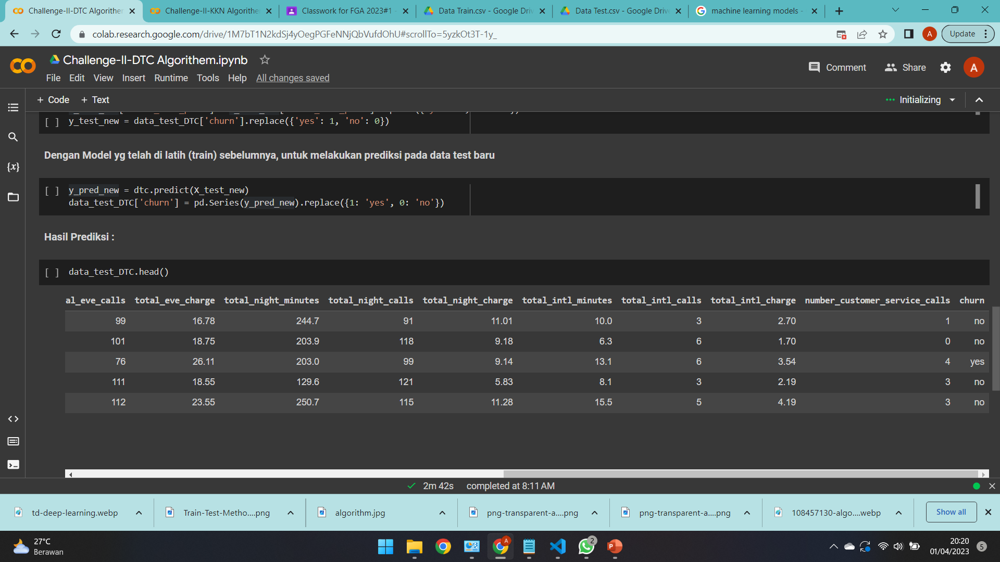 Challenge-II-DTC Algorithem
Challenge-II-KKN Algorithe
Classwork for FGA 2023#1 -
Data Train.csv - Google Driv
Data Test.csv - Google Drive
machine learning models -
colab.research.google.com/drive/1M7bT1N2kdSj4yOegPGFeNNjQbVufdOhU#scrollTo=5yzkOt3T-1y_
A
Update
Challenge-II-DTC Algorithem.ipynb
File Edit View Insert Runtime Tools Help All changes saved
Comment
Share
A
+ Code + Text
Initializing
[ ] y_test_new = data_test_DTC['churn'].replace({'yes': 1, 'no': 0})
Dengan Model yg telah di latih (train) sebelumnya, untuk melakukan prediksi pada data test baru
[ ] y_pred_new = dtc.predict(X_test_new)
data_test_DTC['churn'] = pd.Series(y_pred_new).replace({1: 'yes', 0: 'no'})
Hasil Prediksi :
[ ] data_test_DTC.head()
al_eve_calls total_eve_charge total_night_minutes total_night_calls total_night_charge total_intl_minutes total_intl_calls total_intl_charge number_customer_service_calls churn
99 16.78 244.7 91 11.01 10.0 3 2.70 1 no
101 18.75 203.9 118 9.18 6.3 6 1.70 0 no
76 26.11 203.0 99 9.14 13.1 6 3.54 4 yes
111 18.55 129.6 121 5.83 8.1 3 2.19 3 no
112 23.55 250.7 115 11.28 15.5 5 4.19 3 no
2m 42s completed at 8:11 AM
td-deep-learning.webp
Train-Test-Metho....png
algorithm.jpg
png-transparent-a....png
png-transparent-a....png
108457130-algo....webp
Show all
27°C
Berawan
A
2
20:20
01/04/2023
5